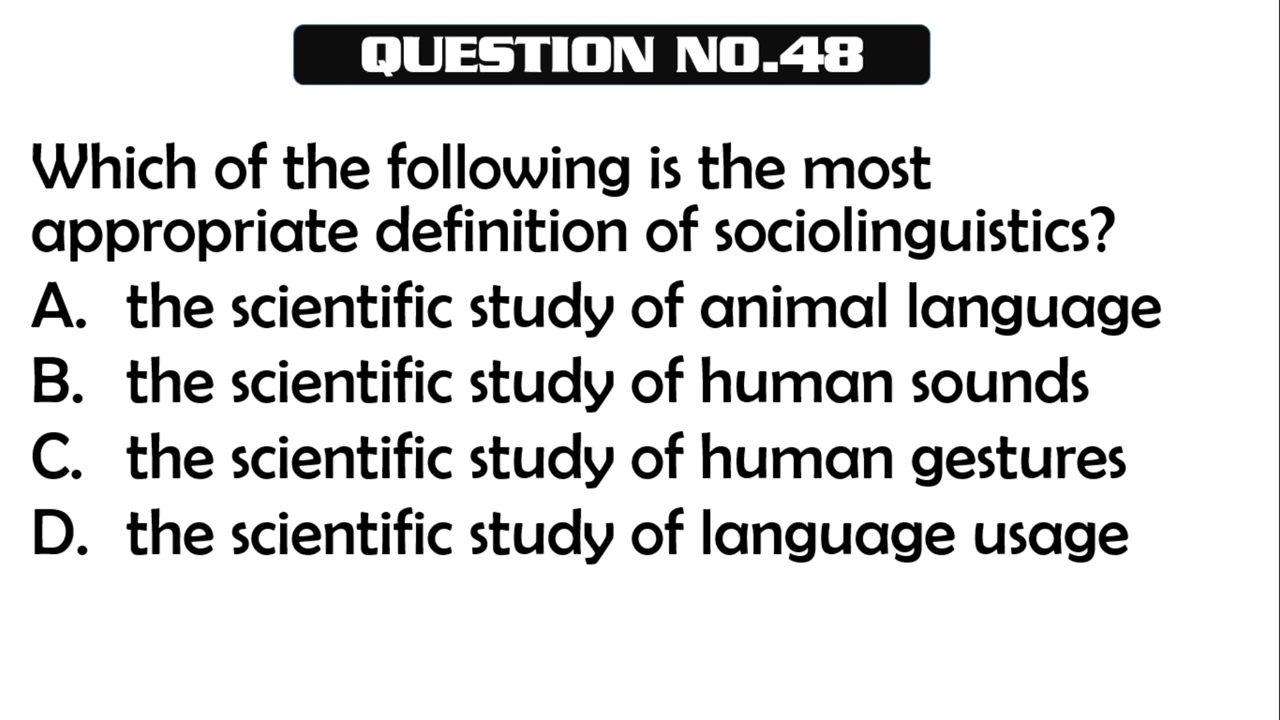 QUESTION NO.48
Which of the following is the most
appropriate definition of sociolinguistics?
A. the scientific study of animal language
B. the scientific study of human sounds
C. the scientific study of human gestures
D. the scientific study of language usage